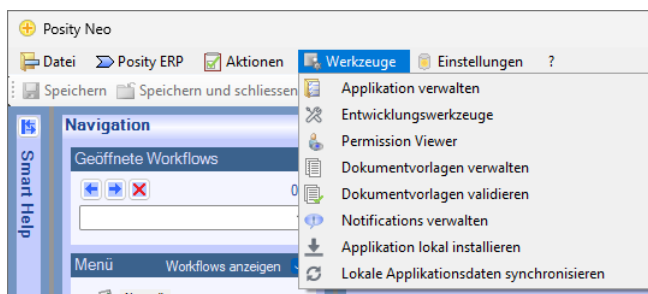 Posity Neo
Datei Posity ERP Aktionen Werkzeuge Einstellungen ?
Speichern Speichern und schliessen
Applikation verwalten
Entwicklungswerkzeuge
Permission Viewer
Dokumentvorlagen verwalten
Dokumentvorlagen validieren
Notifications verwalten
Applikation lokal installieren
Lokale Applikationsdaten synchronisieren
Smart Help
Navigation
Geöffnete Workflows
0
Menü Workflows anzeigen